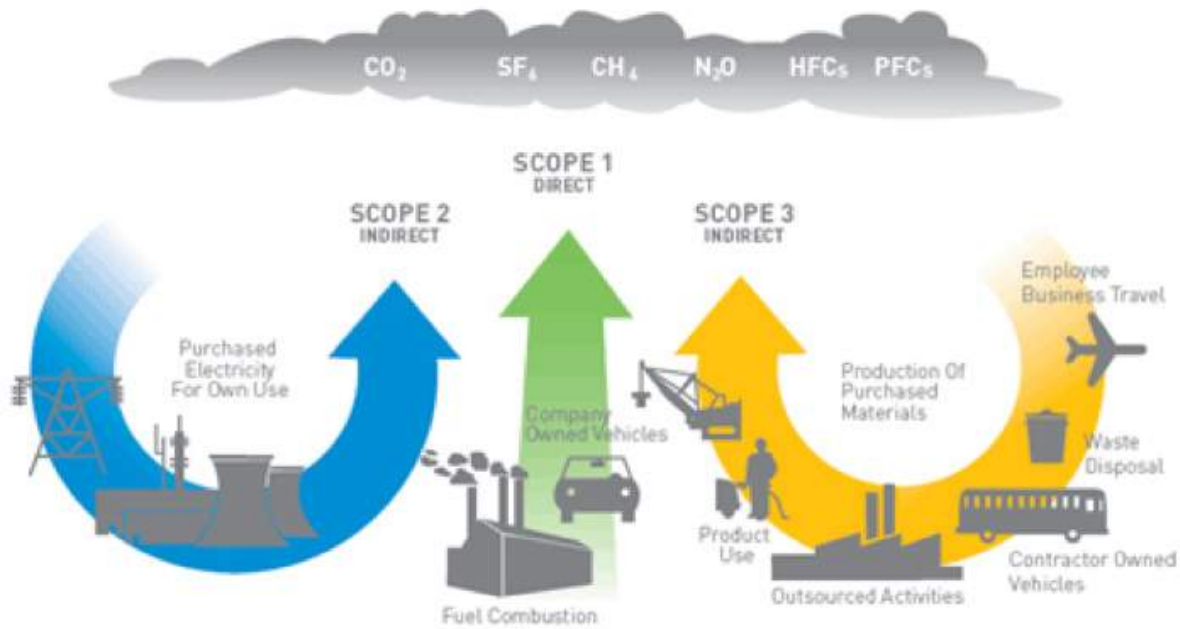 CO₂ SF₆ CH₄ N₂O HFCs PFCs
SCOPE 1
DIRECT
SCOPE 2
INDIRECT
SCOPE 3
INDIRECT
Employee
Business Travel
Purchased
Electricity
For Own Use
Production Of
Purchased
Materials
Company
Owned Vehicles
Waste
Disposal
Product
Use
Contractor Owned
Vehicles
Outsourced Activities
Fuel Combustion